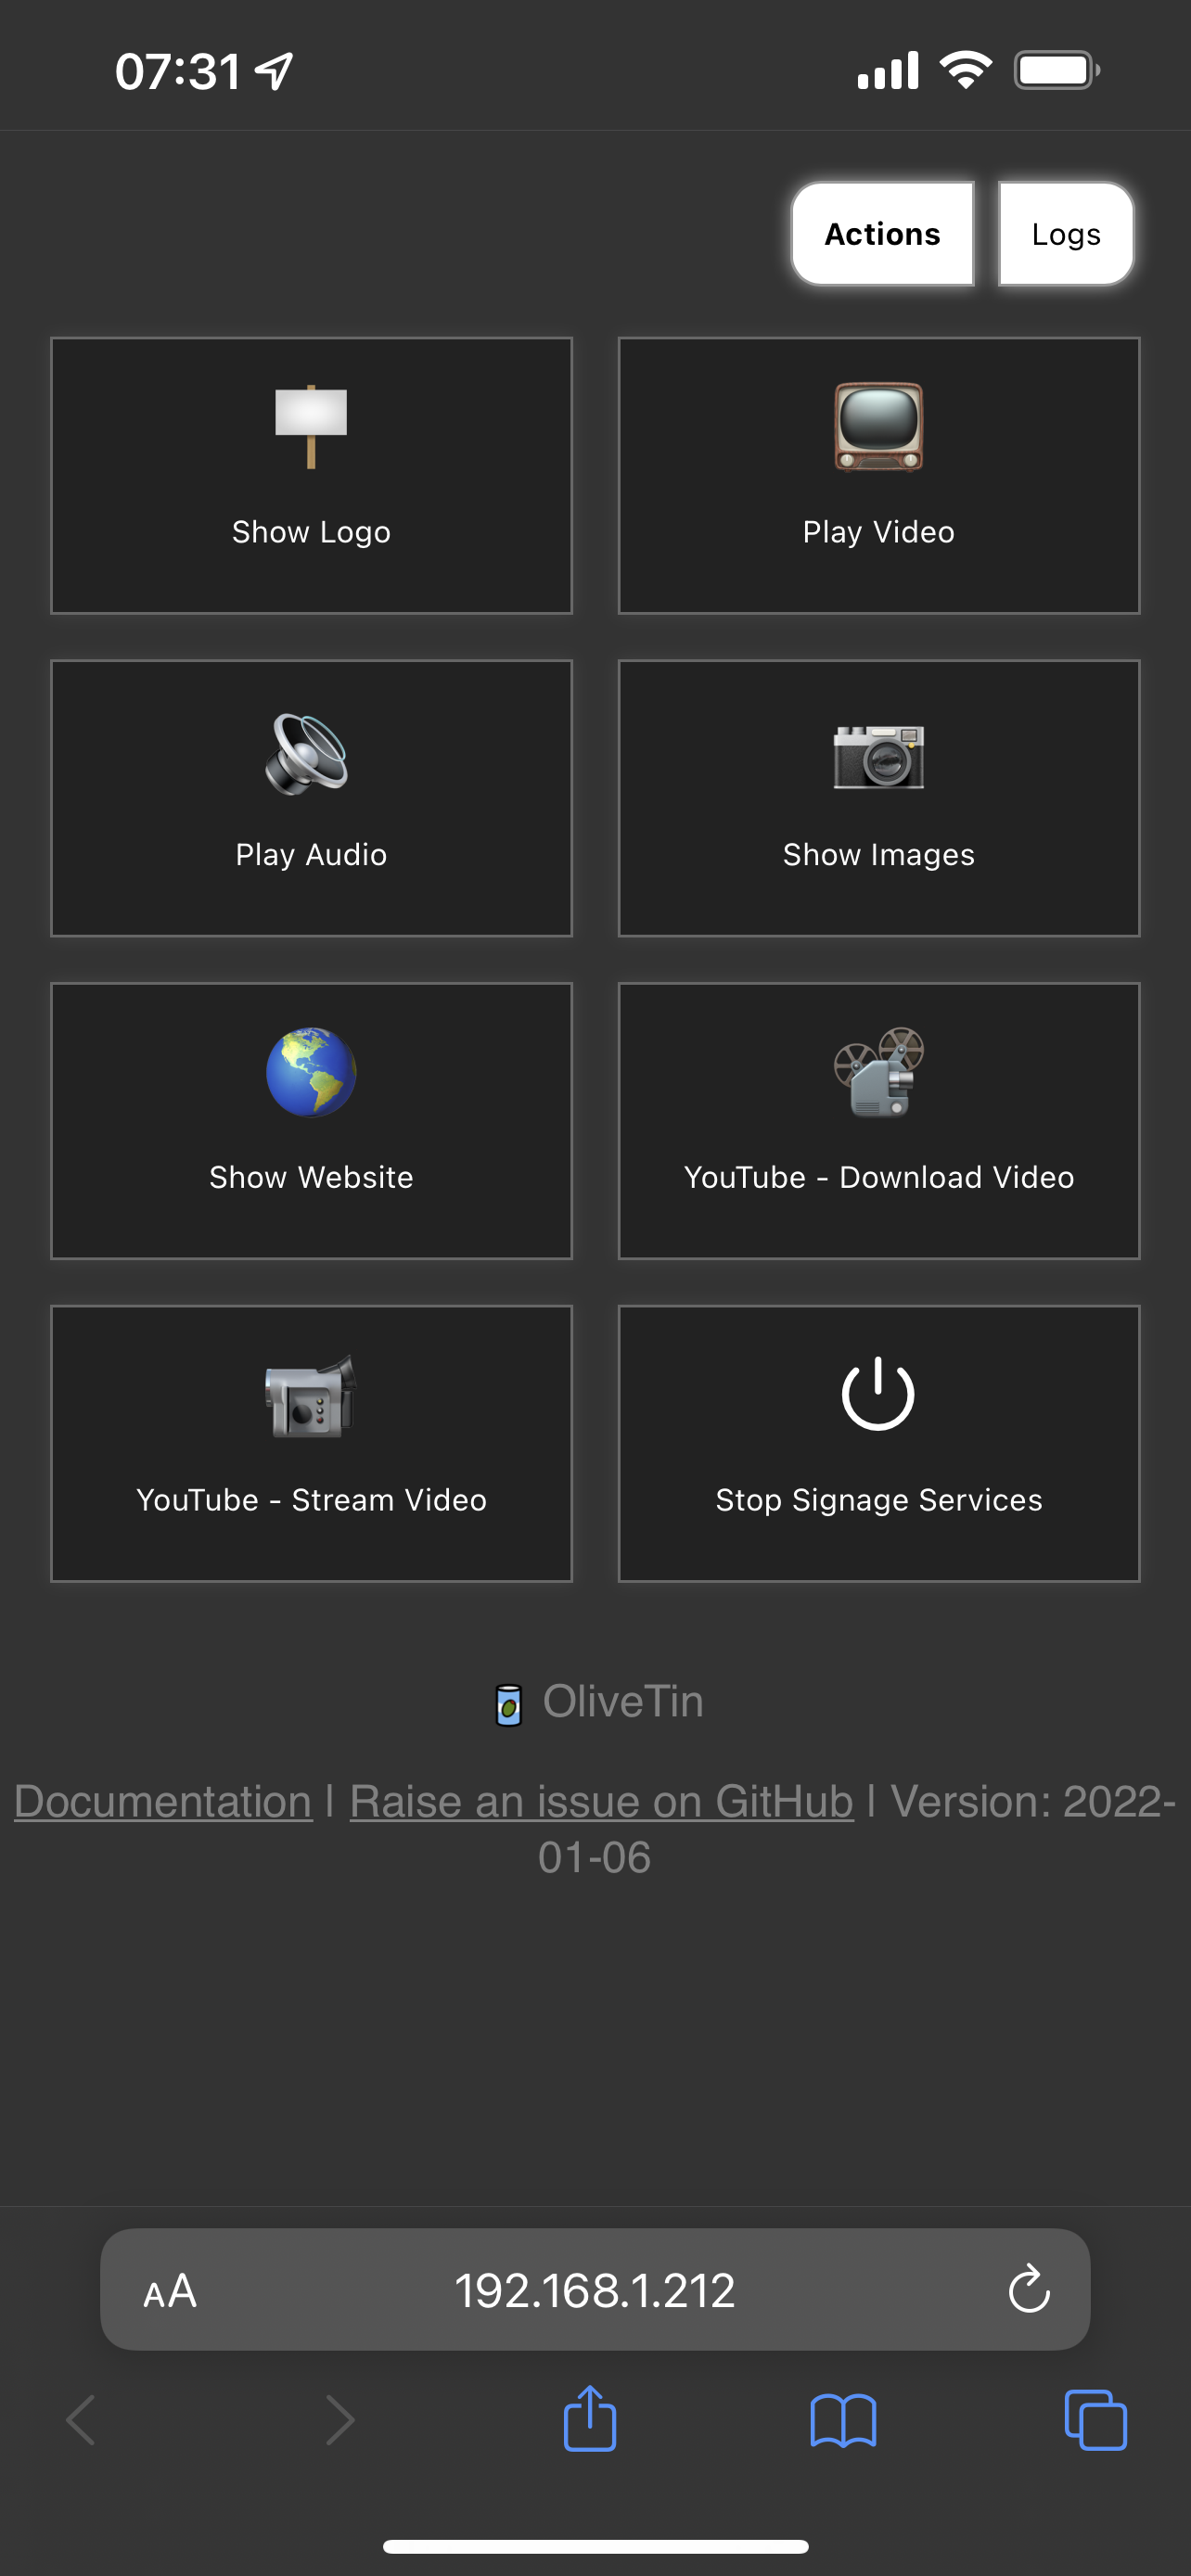 07:31
Actions
Logs
Show Logo
Play Video
Play Audio
Show Images
Show Website
YouTube - Download Video
YouTube - Stream Video
Stop Signage Services
OliveTin
Documentation | Raise an issue on GitHub | Version: 2022-
01-06
AA
192.168.1.212